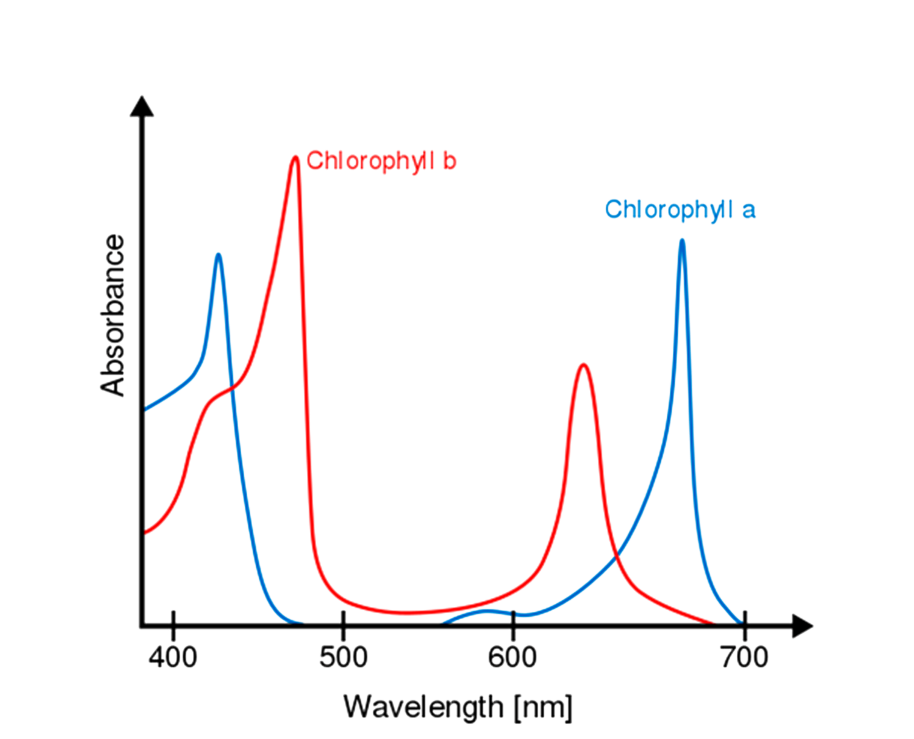 Chlorophyll b
Chlorophyll a
Absorbance
400 500 600 700
Wavelength [nm]